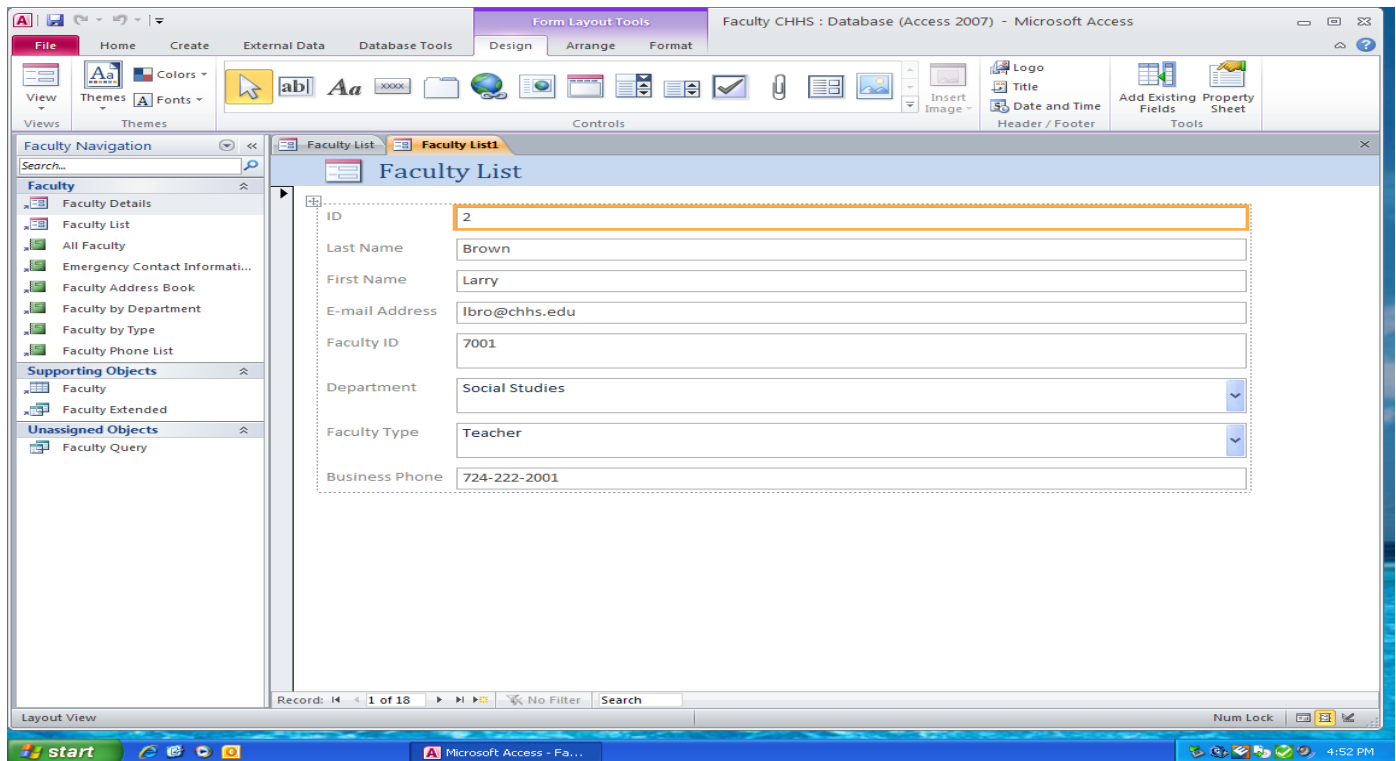 A
Form Layout Tools
Faculty CHHS : Database (Access 2007) - Microsoft Access
File Home Create External Data Database Tools Design Arrange Format
View
Views
Aa
Themes
Colors
A Fonts
Themes
ab
Aa
xxxx
Controls
Insert
Image
Logo
Title
Date and Time
Header / Footer
Add Existing
Fields
Property
Sheet
Tools
Faculty Navigation
Search...
Faculty
Faculty Details
Faculty List
All Faculty
Emergency Contact Informati...
Faculty Address Book
Faculty by Department
Faculty by Type
Faculty Phone List
Supporting Objects
Faculty
Faculty Extended
Unassigned Objects
Faculty Query
Faculty List Faculty List1
Faculty List
ID 2
Last Name Brown
First Name Larry
E-mail Address lbro@chhs.edu
Faculty ID 7001
Department Social Studies
Faculty Type Teacher
Business Phone 724-222-2001
Record: 1 of 18 No Filter Search
Layout View Num Lock
start
A Microsoft Access - Fa...
4:52 PM